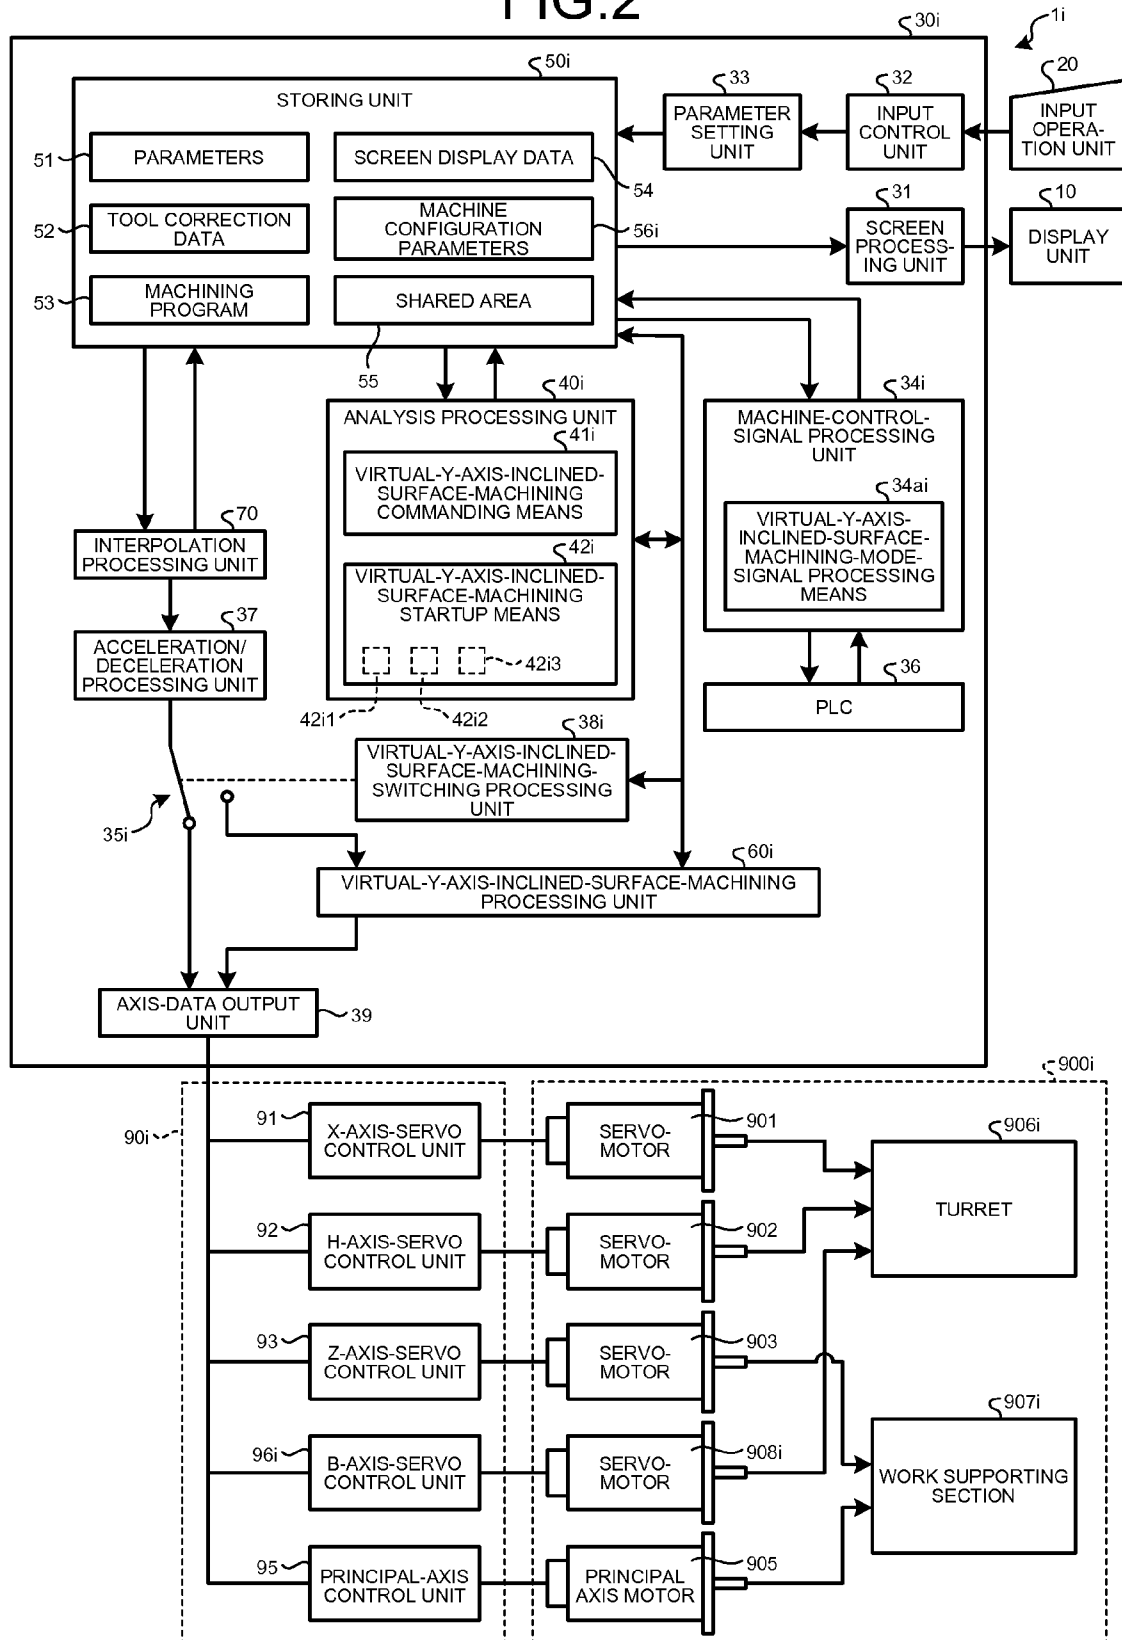 FIG.2
1i
30i
50i
STORING UNIT
51
PARAMETERS
52
TOOL CORRECTION
DATA
53
MACHINING
PROGRAM
SCREEN DISPLAY DATA
54
MACHINE
CONFIGURATION
PARAMETERS
56i
SHARED AREA
55
33
PARAMETER
SETTING
UNIT
32
INPUT
CONTROL
UNIT
20
INPUT
OPERA-
TION UNIT
31
SCREEN
PROCESS-
ING UNIT
10
DISPLAY
UNIT
40i
ANALYSIS PROCESSING UNIT
41i
VIRTUAL-Y-AXIS-INCLINED-
SURFACE-MACHINING
COMMANDING MEANS
42i
VIRTUAL-Y-AXIS-INCLINED-
SURFACE-MACHINING
STARTUP MEANS
42i3
42i1
42i2
34i
MACHINE-CONTROL-
SIGNAL PROCESSING
UNIT
34ai
VIRTUAL-Y-AXIS-
INCLINED-SURFACE-
MACHINING-MODE-
SIGNAL PROCESSING
MEANS
36
PLC
70
INTERPOLATION
PROCESSING UNIT
37
ACCELERATION/
DECELERATION
PROCESSING UNIT
38i
VIRTUAL-Y-AXIS-INCLINED-
SURFACE-MACHINING-
SWITCHING PROCESSING
UNIT
35i
60i
VIRTUAL-Y-AXIS-INCLINED-SURFACE-MACHINING
PROCESSING UNIT
AXIS-DATA OUTPUT
UNIT
39
90i
900i
91
X-AXIS-SERVO
CONTROL UNIT
SERVO-
MOTOR
901
906i
TURRET
92
H-AXIS-SERVO
CONTROL UNIT
SERVO-
MOTOR
902
93
Z-AXIS-SERVO
CONTROL UNIT
SERVO-
MOTOR
903
907i
WORK SUPPORTING
SECTION
96i
B-AXIS-SERVO
CONTROL UNIT
SERVO-
MOTOR
908i
95
PRINCIPAL-AXIS
CONTROL UNIT
PRINCIPAL
AXIS MOTOR
905